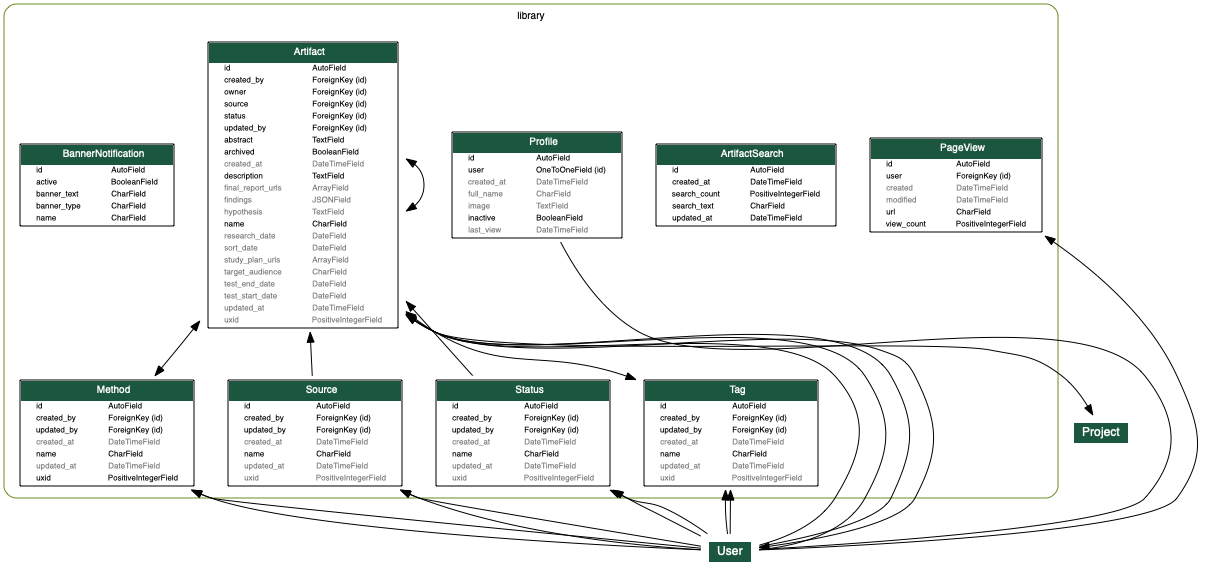 library
Artifact
id AutoField
created_by ForeignKey (id)
owner ForeignKey (id)
source ForeignKey (id)
status ForeignKey (id)
updated_by ForeignKey (id)
abstract TextField
archived BooleanField
created_at DateTimeField
description TextField
final_report_urls ArrayField
findings JSONField
hypothesis TextField
name CharField
research_date DateField
sort_date DateField
study_plan_urls ArrayField
target_audience CharField
test_end_date DateField
test_start_date DateField
updated_at DateTimeField
uxid PositiveIntegerField
BannerNotification
id AutoField
active BooleanField
banner_text CharField
banner_type CharField
name CharField
Profile
id AutoField
user OneToOneField (id)
created_at DateTimeField
full_name CharField
image TextField
inactive BooleanField
last_view DateTimeField
ArtifactSearch
id AutoField
created_at DateTimeField
search_count PositiveIntegerField
search_text CharField
updated_at DateTimeField
PageView
id AutoField
user ForeignKey (id)
created DateTimeField
modified DateTimeField
url CharField
view_count PositiveIntegerField
Method
id AutoField
created_by ForeignKey (id)
updated_by ForeignKey (id)
created_at DateTimeField
name CharField
updated_at DateTimeField
uxid PositiveIntegerField
Source
id AutoField
created_by ForeignKey (id)
updated_by ForeignKey (id)
created_at DateTimeField
name CharField
updated_at DateTimeField
uxid PositiveIntegerField
Status
id AutoField
created_by ForeignKey (id)
updated_by ForeignKey (id)
created_at DateTimeField
name CharField
updated_at DateTimeField
uxid PositiveIntegerField
Tag
id AutoField
created_by ForeignKey (id)
updated_by ForeignKey (id)
created_at DateTimeField
name CharField
updated_at DateTimeField
uxid PositiveIntegerField
Project
User